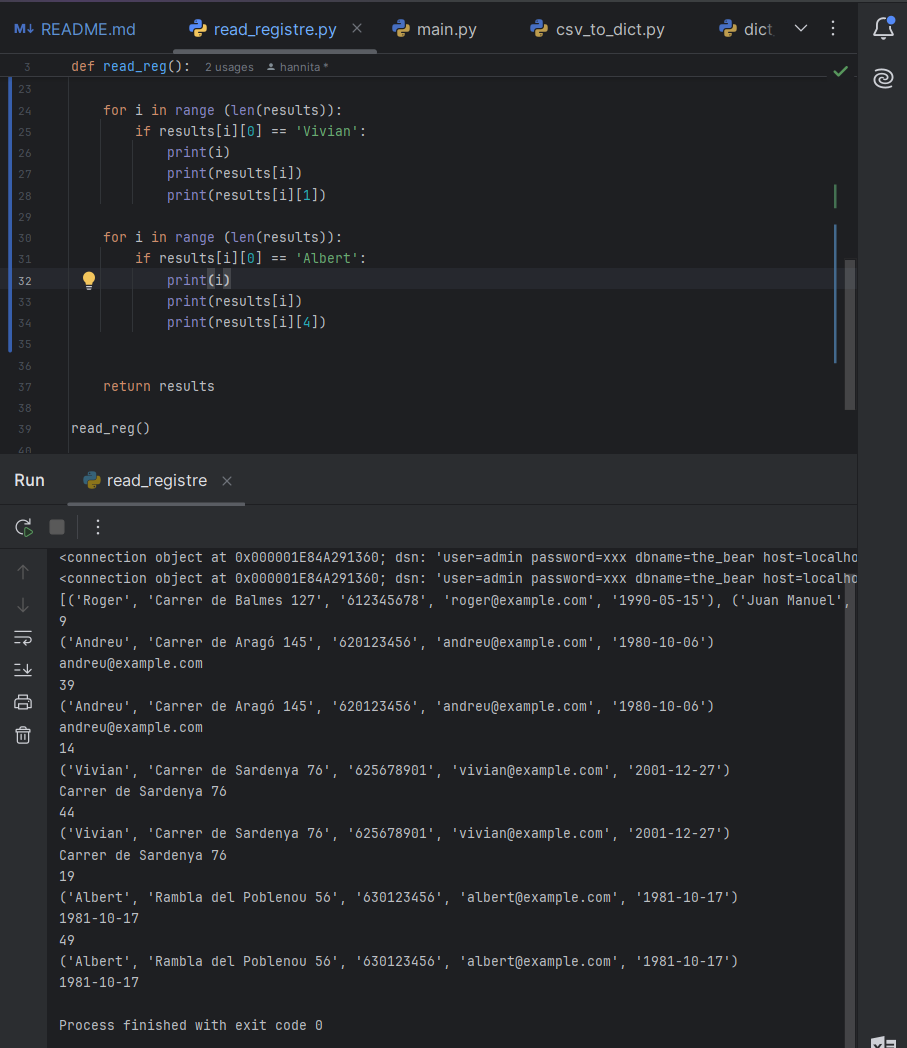 M↓ README.md read_registre.py × main.py csv_to_dict.py dict
3 def read_reg(): 2 usages hannita *
23
24 for i in range (len(results)):
25 if results[i][0] == 'Vivian':
26 print(i)
27 print(results[i])
28 print(results[i][1])
29
30 for i in range (len(results)):
31 if results[i][0] == 'Albert':
32 print(i)
33 print(results[i])
34 print(results[i][4])
35
36
37 return results
38
39 read_reg()
40
Run read_registre ×
<connection object at 0x000001E84A291360; dsn: 'user=admin password=xxx dbname=the_bear host=localho
<connection object at 0x000001E84A291360; dsn: 'user=admin password=xxx dbname=the_bear host=localho
[('Roger', 'Carrer de Balmes 127', '612345678', 'roger@example.com', '1990-05-15'), ('Juan Manuel',
9
('Andreu', 'Carrer de Aragó 145', '620123456', 'andreu@example.com', '1980-10-06')
andreu@example.com
39
('Andreu', 'Carrer de Aragó 145', '620123456', 'andreu@example.com', '1980-10-06')
andreu@example.com
14
('Vivian', 'Carrer de Sardenya 76', '625678901', 'vivian@example.com', '2001-12-27')
Carrer de Sardenya 76
44
('Vivian', 'Carrer de Sardenya 76', '625678901', 'vivian@example.com', '2001-12-27')
Carrer de Sardenya 76
19
('Albert', 'Rambla del Poblenou 56', '630123456', 'albert@example.com', '1981-10-17')
1981-10-17
49
('Albert', 'Rambla del Poblenou 56', '630123456', 'albert@example.com', '1981-10-17')
1981-10-17
Process finished with exit code 0